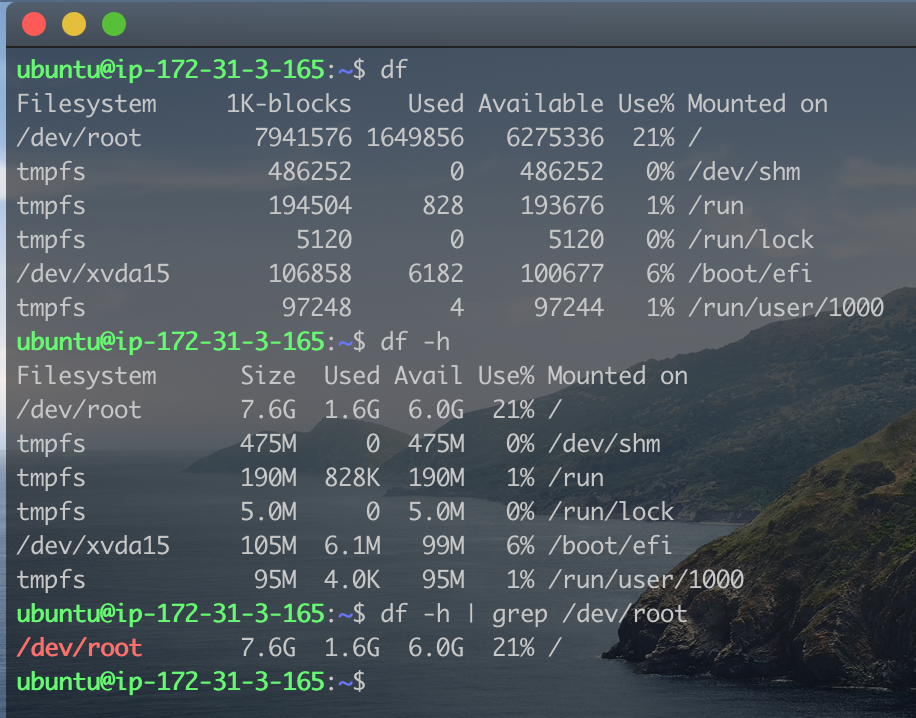 ubuntu@ip-172-31-3-165:~$ df
Filesystem     1K-blocks    Used Available Use% Mounted on
/dev/root        7941576 1649856   6275336  21% /
tmpfs             486252       0    486252   0% /dev/shm
tmpfs             194504     828    193676   1% /run
tmpfs               5120       0      5120   0% /run/lock
/dev/xvda15       106858    6182    100677   6% /boot/efi
tmpfs              97248       4     97244   1% /run/user/1000
ubuntu@ip-172-31-3-165:~$ df -h
Filesystem      Size  Used Avail Use% Mounted on
/dev/root       7.6G  1.6G  6.0G  21% /
tmpfs           475M     0  475M   0% /dev/shm
tmpfs           190M  828K  190M   1% /run
tmpfs           5.0M     0  5.0M   0% /run/lock
/dev/xvda15     105M  6.1M   99M   6% /boot/efi
tmpfs            95M  4.0K   95M   1% /run/user/1000
ubuntu@ip-172-31-3-165:~$ df -h | grep /dev/root
/dev/root       7.6G  1.6G  6.0G  21% /
ubuntu@ip-172-31-3-165:~$